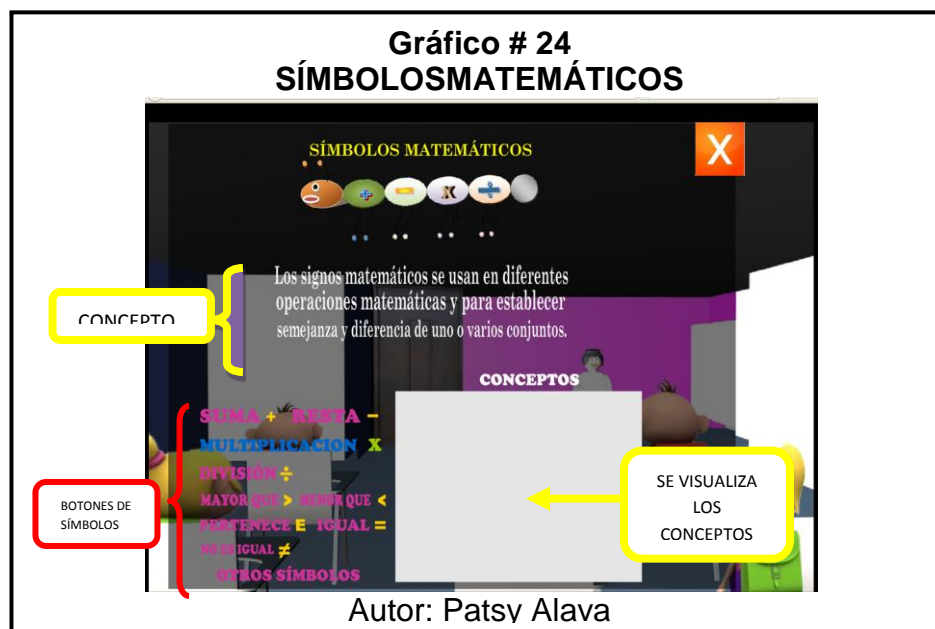 Gráfico # 24
SÍMBOLOSMATEMÁTICOS
SÍMBOLOS MATEMÁTICOS
X
+ − x ÷
Los signos matemáticos se usan en diferentes
operaciones matemáticas y para establecer
semejanza y diferencia de uno o varios conjuntos.
CONCEPTO
CONCEPTOS
SUMA + RESTA −
MULTIPLICACION X
DIVISIÓN ÷
MAYOR QUE > MENOR QUE <
PERTENECE E IGUAL =
NO ES IGUAL ≠
OTROS SÍMBOLOS
BOTONES DE
SÍMBOLOS
SE VISUALIZA
LOS
CONCEPTOS
Autor: Patsy Alava